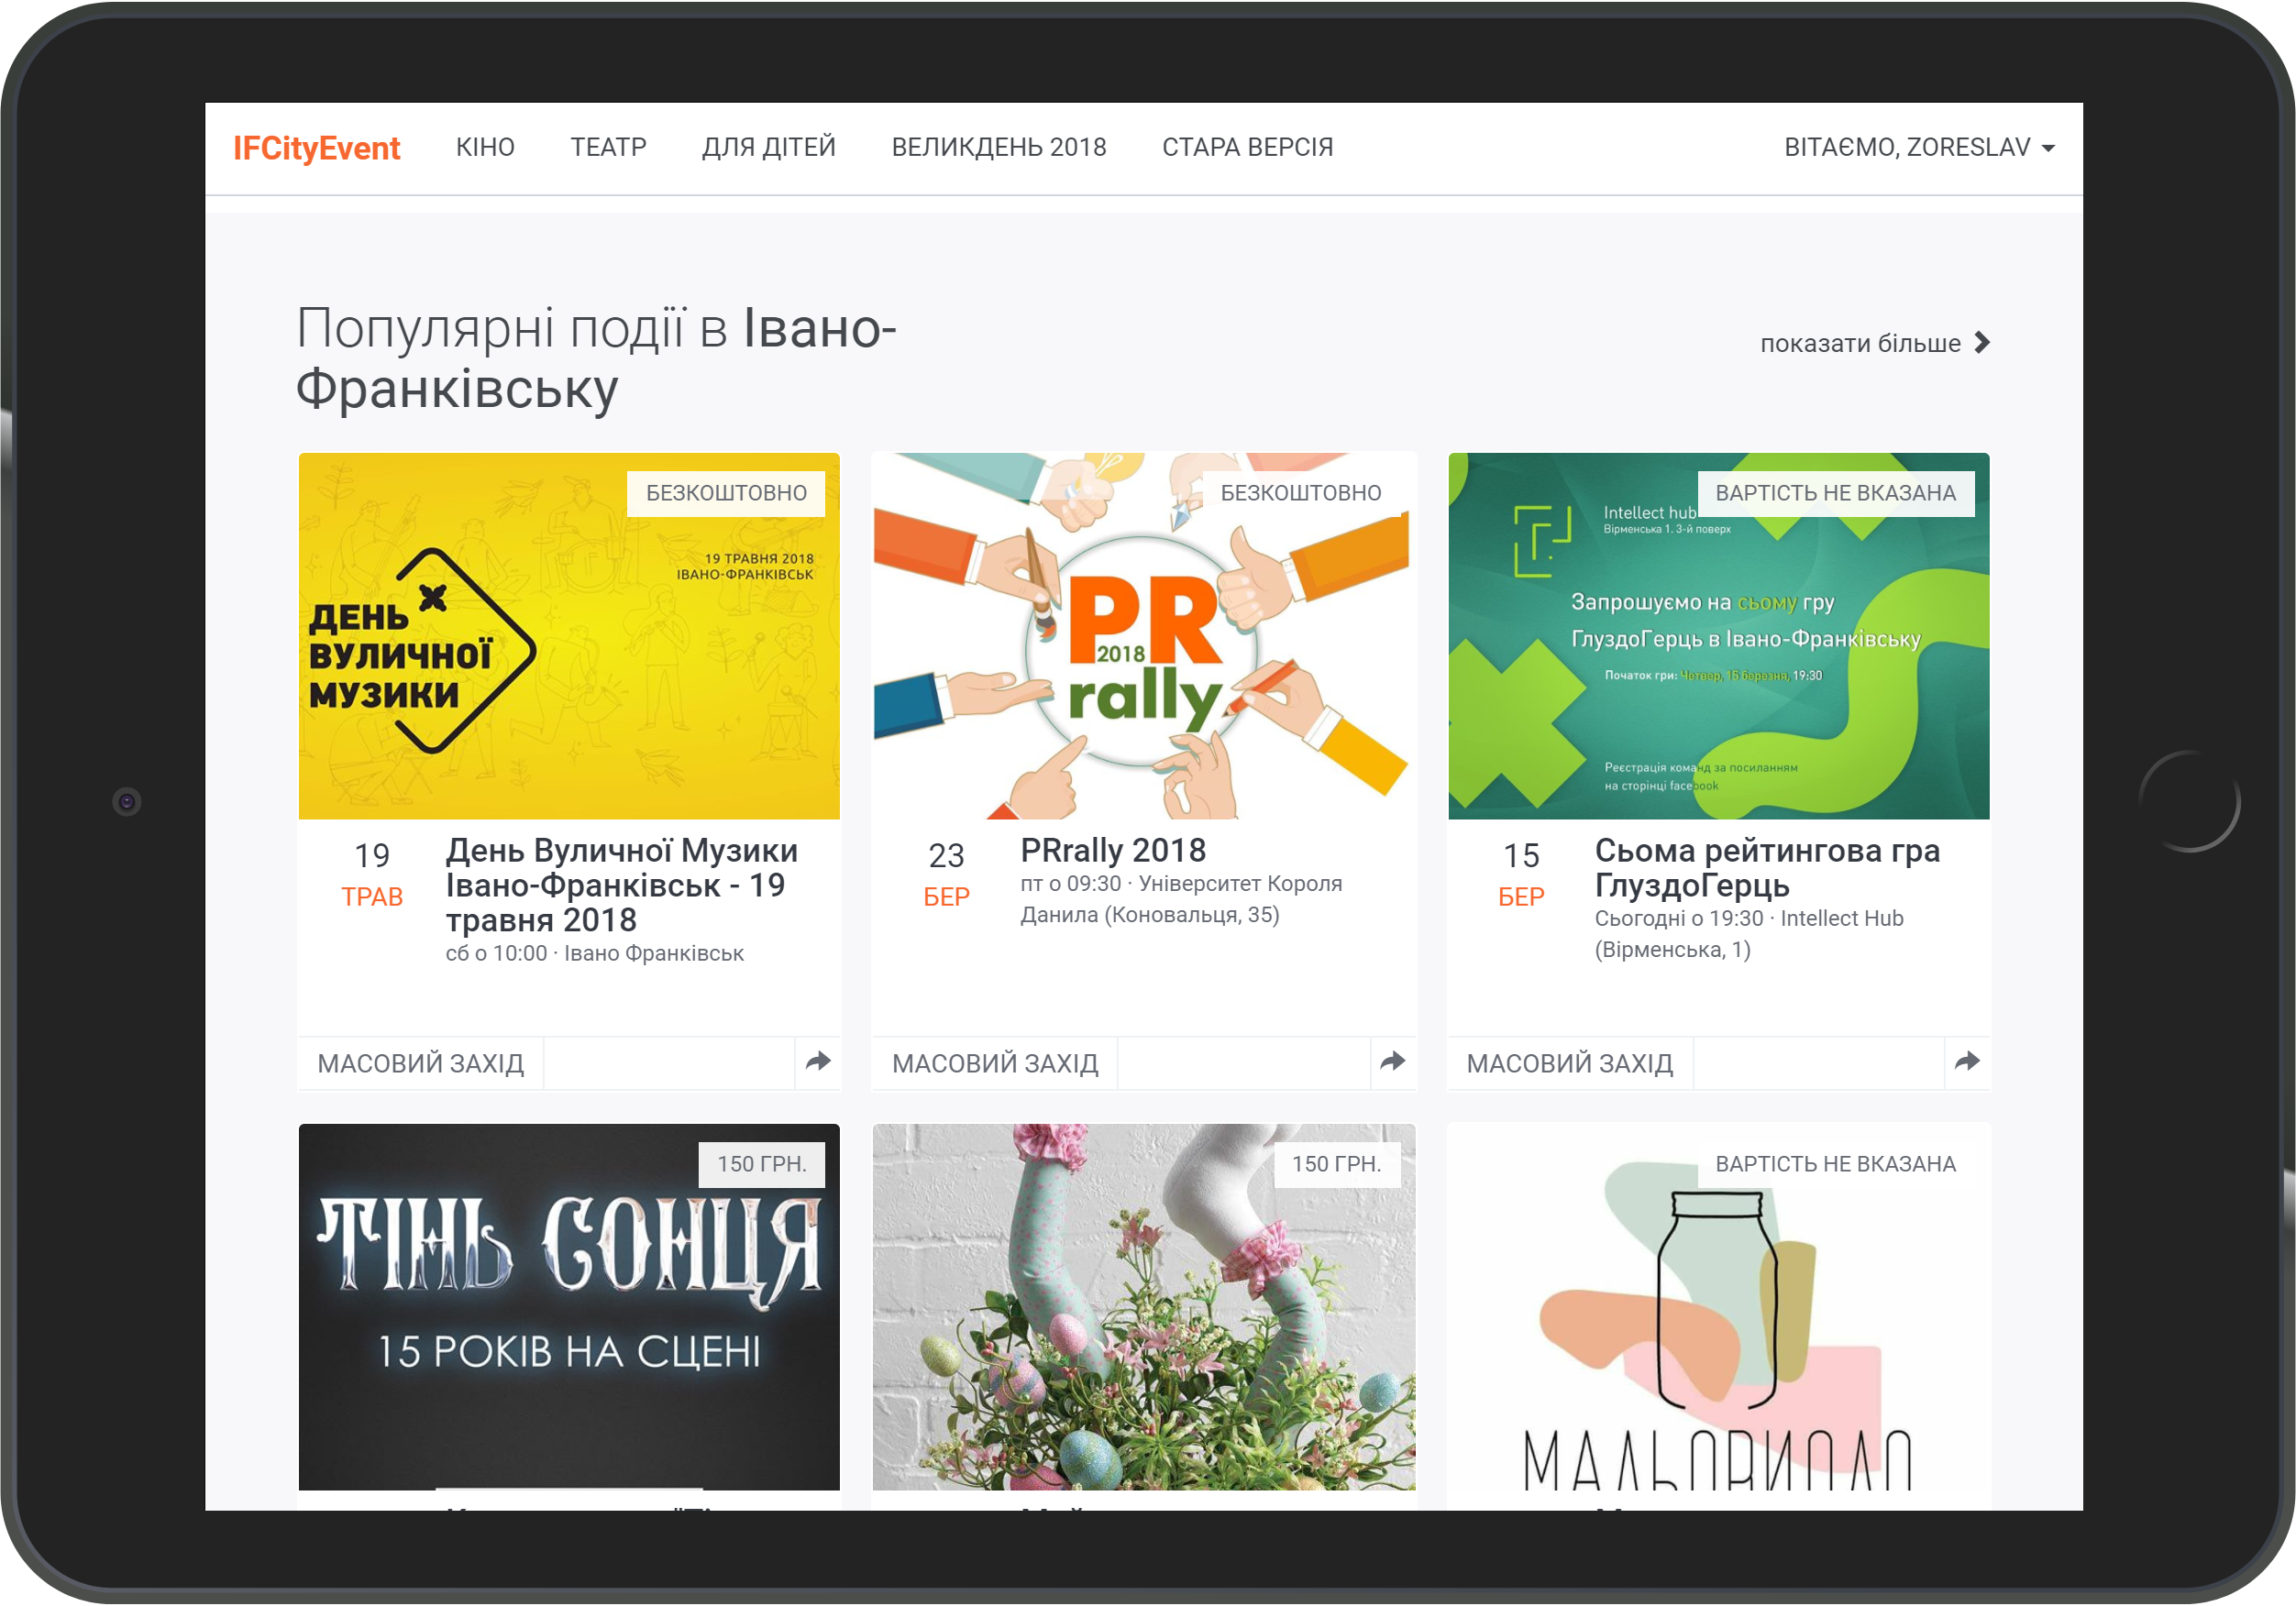 IFCityEvent КІНО ТЕАТР ДЛЯ ДІТЕЙ ВЕЛИКДЕНЬ 2018 СТАРА ВЕРСІЯ ВІТАЄМО, ZORESLAV
Популярні події в Івано-
Франківську
показати більше
БЕЗКОШТОВНО
19 ТРАВНЯ 2018
ІВАНО-ФРАНКІВСЬК
ДЕНЬ
ВУЛИЧНОЇ
МУЗИКИ
19
ТРАВ
День Вуличної Музики
Івано-Франківськ - 19
травня 2018
сб о 10:00 · Івано Франківськ
МАСОВИЙ ЗАХІД
БЕЗКОШТОВНО
PR
2018
rally
23
БЕР
PRrally 2018
пт о 09:30 · Університет Короля
Данила (Коновальця, 35)
МАСОВИЙ ЗАХІД
ВАРТІСТЬ НЕ ВКАЗАНА
Intellect hub
Вірменська 1. 3-й поверх
Запрошуємо на сьому гру
ГлуздоГерць в Івано-Франківську
Початок гри: Четвер, 15 березня, 19:30
Реєстрація команд за посиланням
на сторінці facebook
15
БЕР
Сьома рейтингова гра
ГлуздоГерць
Сьогодні о 19:30 · Intellect Hub
(Вірменська, 1)
МАСОВИЙ ЗАХІД
150 ГРН.
ТІНЬ СОНЦЯ
15 РОКІВ НА СЦЕНІ
150 ГРН.
ВАРТІСТЬ НЕ ВКАЗАНА